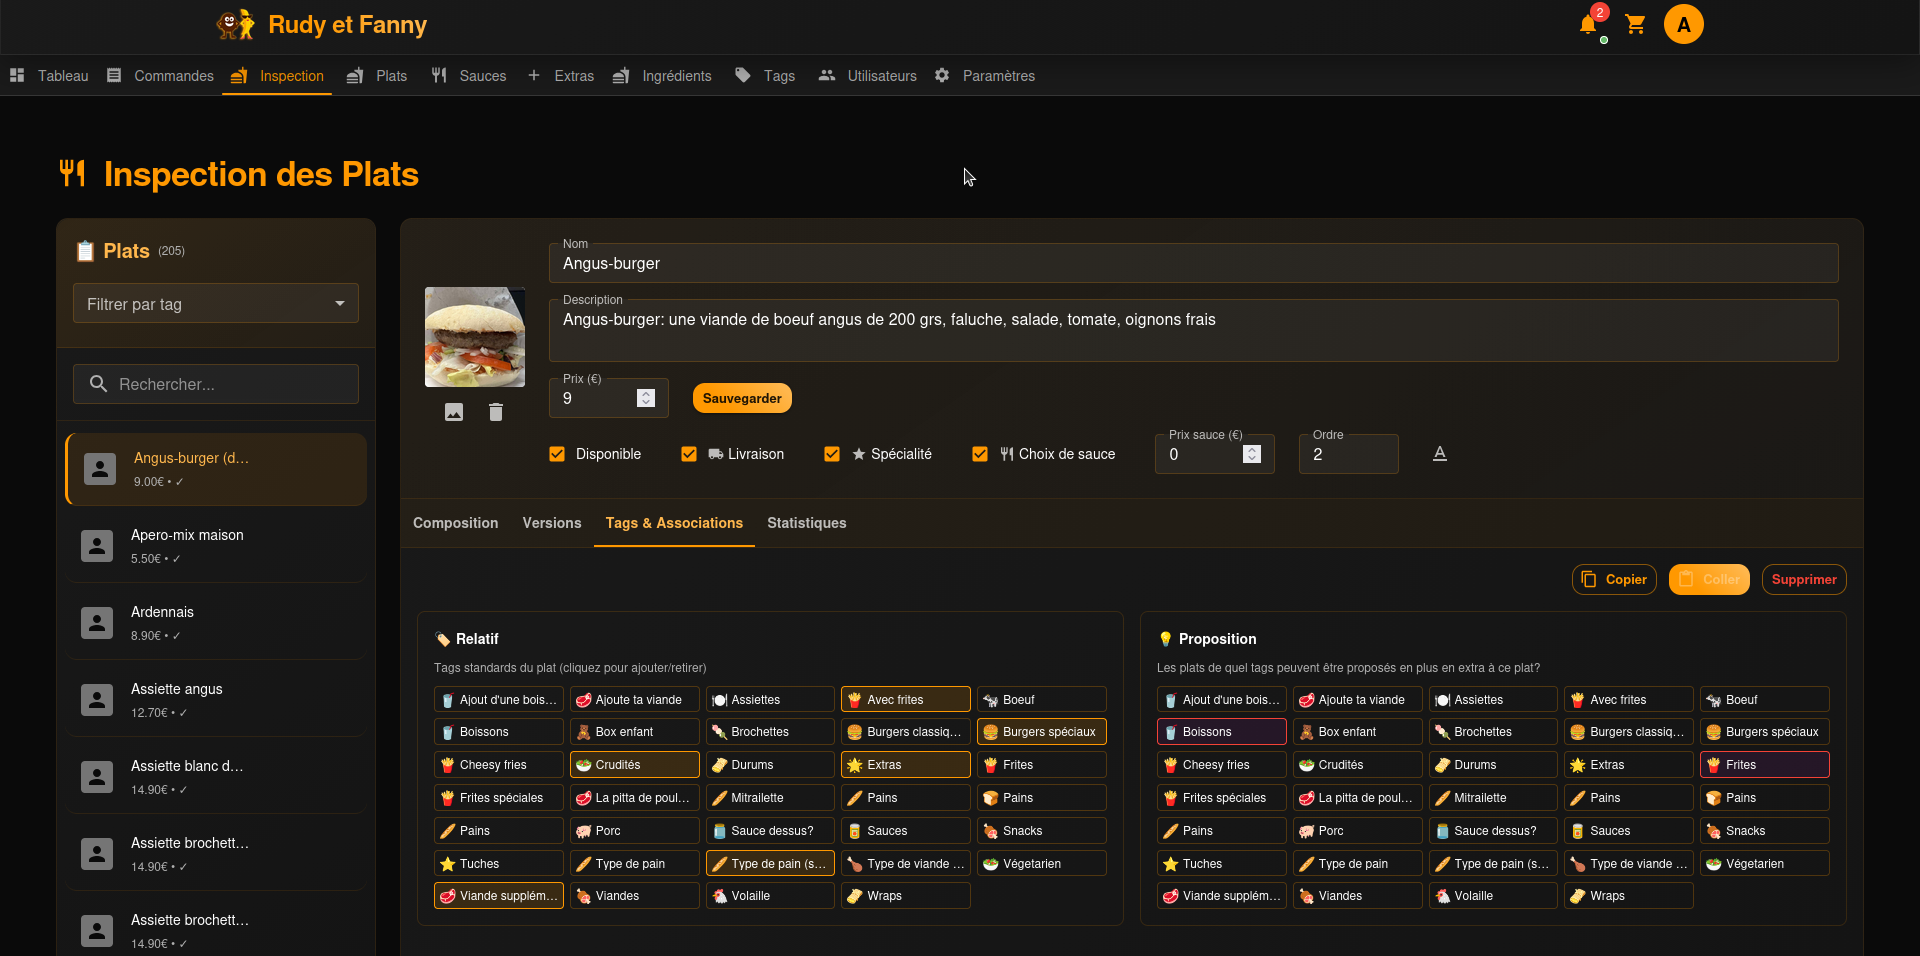 Rudy et Fanny
2
A
Tableau Commandes Inspection Plats Sauces Extras Ingrédients Tags Utilisateurs Paramètres
Inspection des Plats
Plats (205)
Filtrer par tag
Rechercher...
Angus-burger (d...
9.00€ • ✓
Apero-mix maison
5.50€ • ✓
Ardennais
8.90€ • ✓
Assiette angus
12.70€ • ✓
Assiette blanc d...
14.90€ • ✓
Assiette brochett...
14.90€ • ✓
Assiette brochett...
14.90€ • ✓
Nom
Angus-burger
Description
Angus-burger: une viande de boeuf angus de 200 grs, faluche, salade, tomate, oignons frais
Prix (€)
9
Sauvegarder
Disponible Livraison Spécialité Choix de sauce
Prix sauce (€)
0
Ordre
2
Composition Versions Tags & Associations Statistiques
Copier Coller Supprimer
Relatif
Tags standards du plat (cliquez pour ajouter/retirer)
Ajout d'une bois... Ajoute ta viande Assiettes Avec frites Boeuf
Boissons Box enfant Brochettes Burgers classiq... Burgers spéciaux
Cheesy fries Crudités Durums Extras Frites
Frites spéciales La pitta de poul... Mitraillette Pains Pains
Pains Porc Sauce dessus? Sauces Snacks
Tuches Type de pain Type de pain (s... Type de viande ... Végetarien
Viande supplém... Viandes Volaille Wraps
Proposition
Les plats de quel tags peuvent être proposés en plus en extra à ce plat?
Ajout d'une bois... Ajoute ta viande Assiettes Avec frites Boeuf
Boissons Box enfant Brochettes Burgers classiq... Burgers spéciaux
Cheesy fries Crudités Durums Extras Frites
Frites spéciales La pitta de poul... Mitrailette Pains Pains
Pains Porc Sauce dessus? Sauces Snacks
Tuches Type de pain Type de pain (s... Type de viande ... Végetarien
Viande supplém... Viandes Volaille Wraps